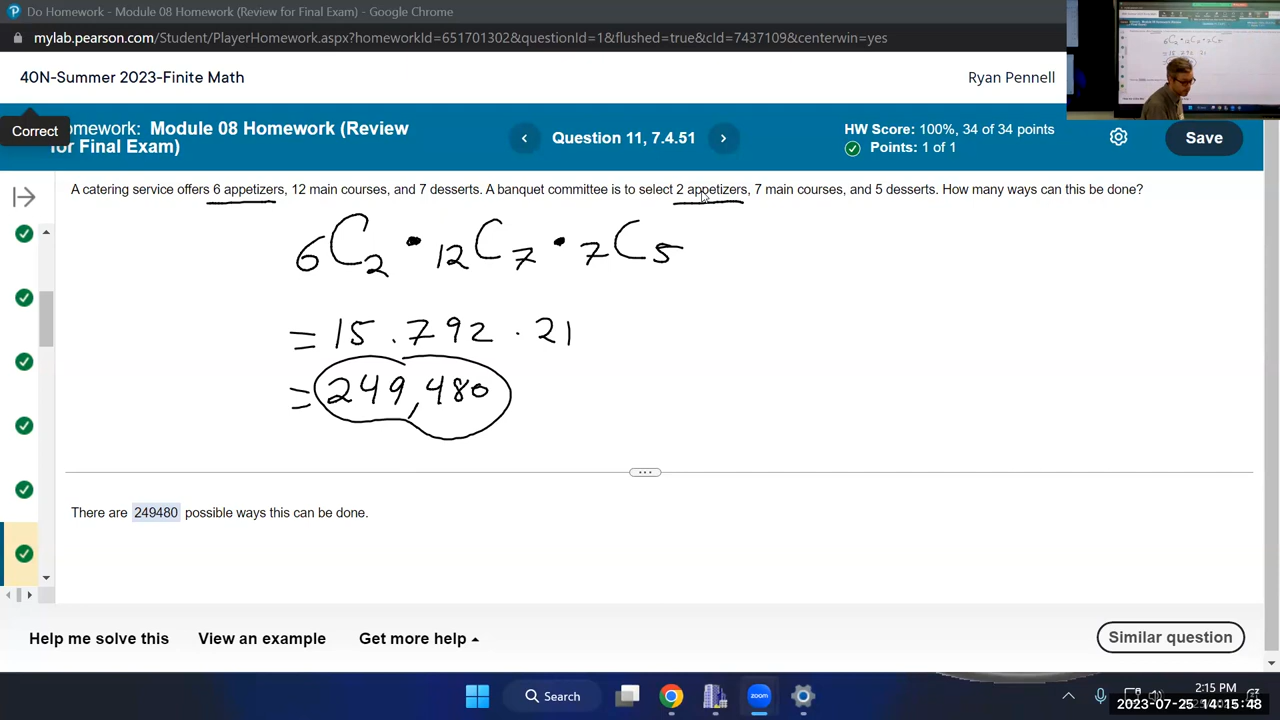 Do Homework - Module 08 Homework (Review for Final Exam) - Google Chrome
mylab.pearson.com/Student/PlayerHomework.aspx?homeworkId=
1&flushed=true&
7437180&centerwin=yes
40N-Summer 2023-Finite Math
Ryan Pennell
Correct
omework: Module 08 Homework (Review
for Final Exam)
Question 11, 7.4.51
HW Score: 100%, 34 of 34 points
Points: 1 of 1
Save
A catering service offers 6 appetizers, 12 main courses, and 7 desserts. A banquet committee is to select 2 appetizers, 7 main courses, and 5 desserts. How many ways can this be done?
6C2 • 12C7 • 7C5
= 15 . 792 . 21
= 249,480
There are 249480 possible ways this can be done.
Help me solve this
View an example
Get more help
Similar question
Search
2:15 PM
2023-07-25 14:15:48